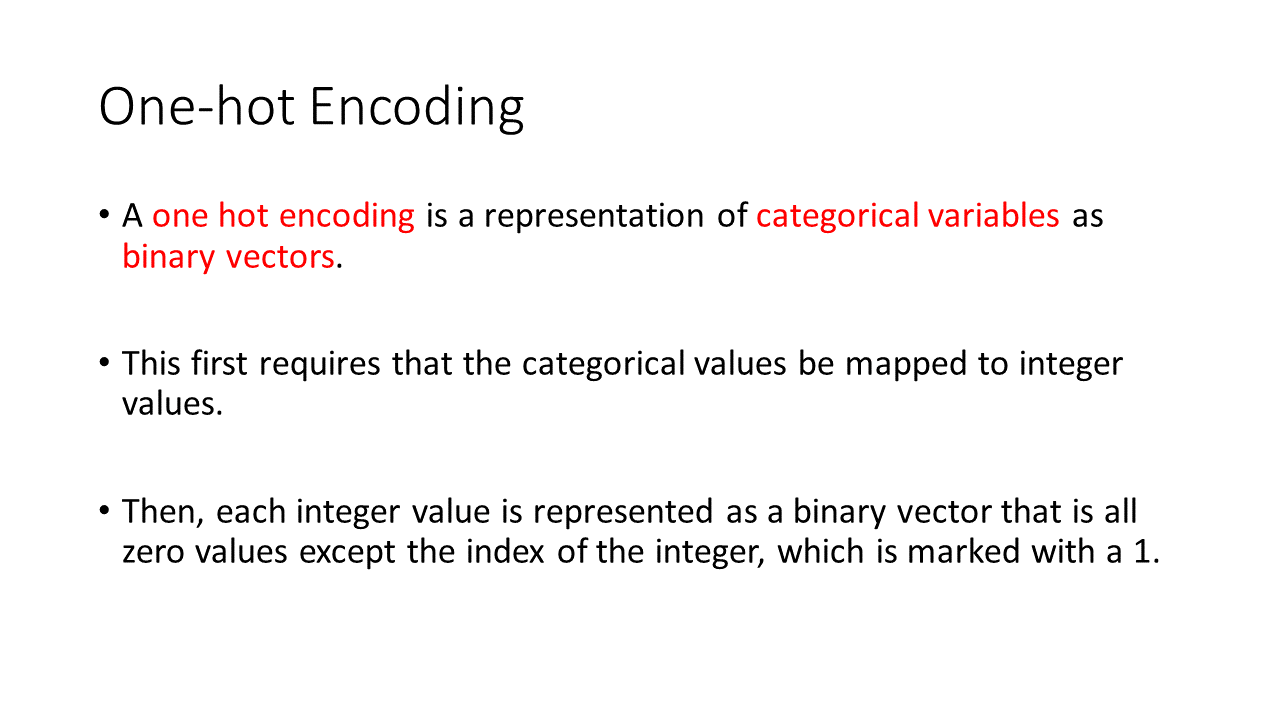 One-hot Encoding
• A one hot encoding is a representation of categorical variables as
binary vectors.
• This first requires that the categorical values be mapped to integer
values.
• Then, each integer value is represented as a binary vector that is all
zero values except the index of the integer, which is marked with a 1.